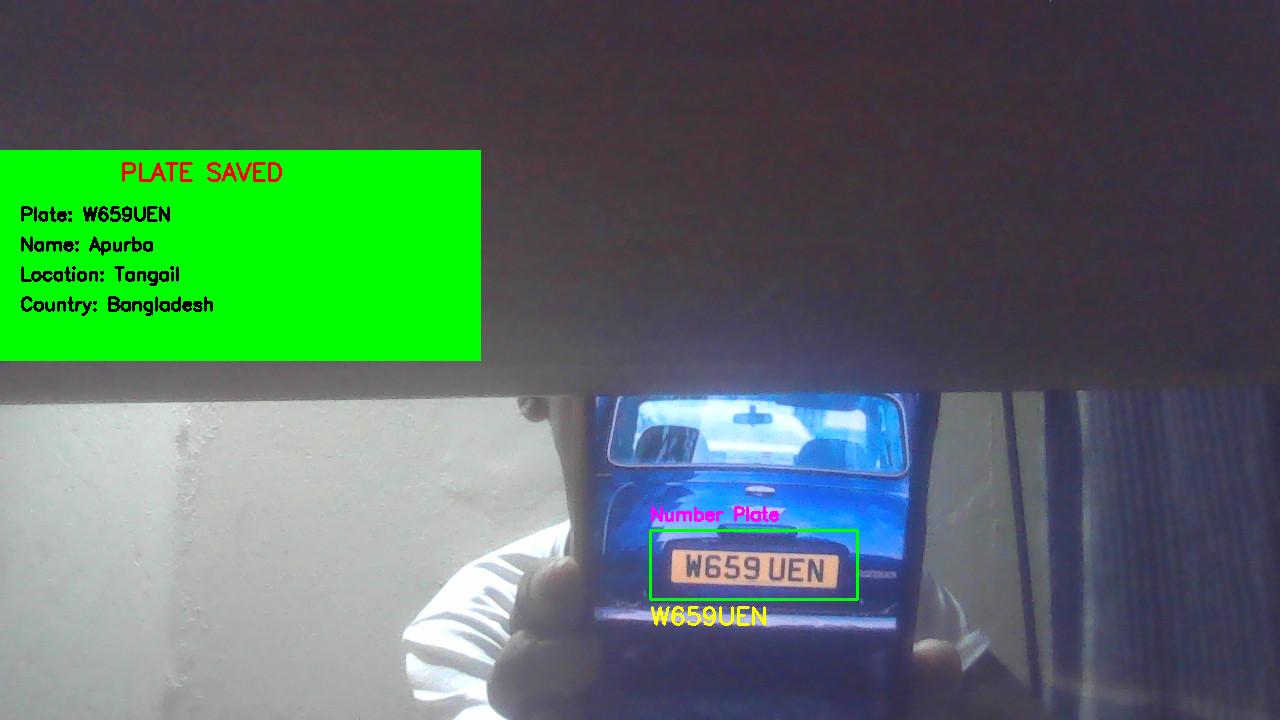 PLATE SAVED
Plate: W659UEN
Name: Apurba
Location: Tangail
Country: Bangladesh
Number Plate
W659 UEN
W659UEN